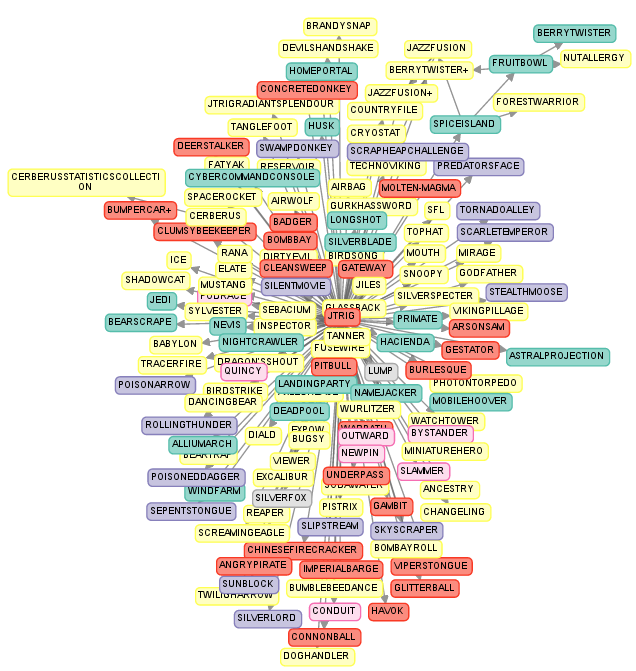 BRANDYSNAP
BERRYTWISTER
DEVILSHANDSHAKE
JAZZFUSION
NUTALLERGY
FRUITBOWL
HOMEPORTAL
BERRYTWISTER+
CONCRETEDONKEY
JAZZFUSION+
JTRIGRADIANTSPLENDOUR
COUNTRYFILE
FORESTWARRIOR
TANGLEFOOT
HUSK
SPICEISLAND
CRYOSTAT
DEERSTALKER
SWAMPDONKEY
SCRAPHEAPCHALLENGE
FATYAK
RESERVOIR
TECHNOVIKING
PREDATORSFACE
CERBERUSSTATISTICSCOLLECTI
ON
CYBERCOMMANDCONSOLE
AIRBAG
MOLTEN-MAGMA
SPACEROCKET
AIRWOLF
GURKHASSWORD
BUMPERCAR+
CERBERUS
BADGER
LONGSHOT
SFL
TORNADOALLEY
CLUMSYBEEKEEPER
TOPHAT
SCARLETEMPEROR
BOMBBAY
SILVERBLADE
RANA
DIRTYEVIL
BIRDSONG
MOUTH
MIRAGE
ICE
ELATE
CLEANSWEEP
GATEWAY
SNOOPY
GODFATHER
SHADOWCAT
MUSTANG
SILENTMOVIE
JILES
STEALTHMOOSE
JEDI
PODRACE
SILVERSPECTER
SYLVESTER
SEBACIUM
GLASSBACK
VIKINGPILLAGE
BEARSCRAPE
NEVIS
INSPECTOR
JTRIG
PRIMATE
ARSONSAM
BABYLON
NIGHTCRAWLER
TANNER
HACIENDA
FUSEWIRE
GESTATOR
ASTRALPROJECTION
TRACERFIRE
DRAGON'SSHOUT
PITBULL
LUMP
BURLESQUE
QUINCY
POISONARROW
LANDINGPARTY
PHOTONTORPEDO
BIRDSTRIKE
NAMEJACKER
DANCINGBEAR
MOBILEHOOVER
DEADPOOL
WURLITZER
ROLLINGTHUNDER
WATCHTOWER
WARPATH
BYSTANDER
DIALD
EXPOW
OUTWARD
ALLIUMARCH
BUGSY
MINIATUREHERO
BEARTRAP
NEWPIN
VIEWER
SLAMMER
POISONEDDAGGER
EXCALIBUR
UNDERPASS
WINDFARM
ANCESTRY
SILVERFOX
SEPENTSTONGUE
REAPER
PISTRIX
GAMBIT
CHANGELING
SCREAMINGEAGLE
SLIPSTREAM
SKYSCRAPER
CHINESEFIRECRACKER
BOMBAYROLL
ANGRYPIRATE
IMPERIALBARGE
VIPERSTONGUE
SUNBLOCK
BUMBLEBEEDANCE
GLITTERBALL
TWILIGHARROW
CONDUIT
HAVOK
SILVERLORD
CONNONBALL
DOGHANDLER